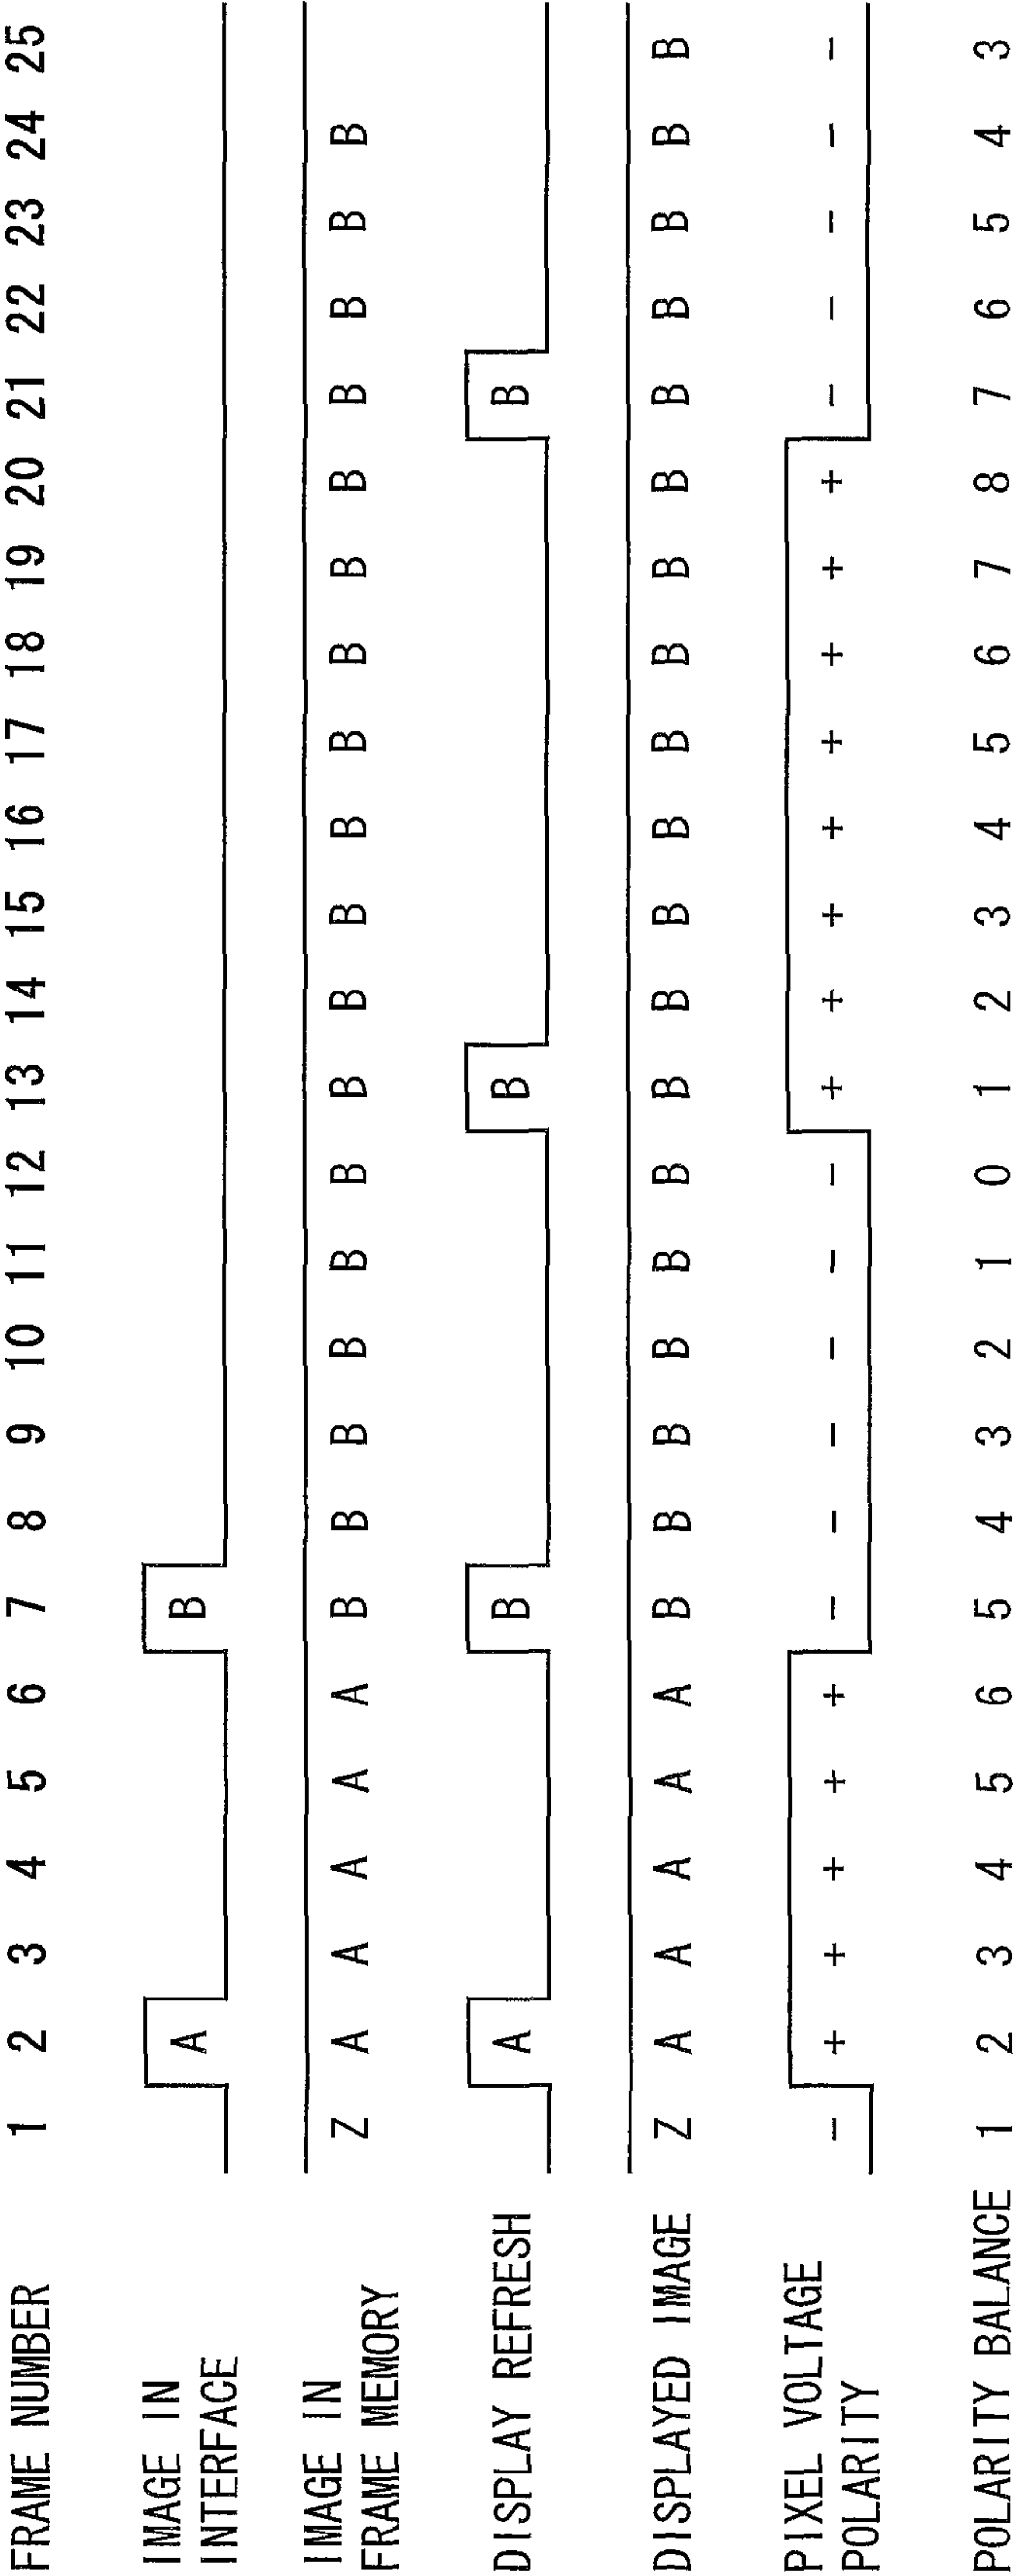 FRAME NUMBER 1 2 3 4 5 6 7 8 9 10 11 12 13 14 15 16 17 18 19 20 21 22 23 24 25
IMAGE IN
INTERFACE
A B
IMAGE IN
FRAME MEMORY
Z A A A A A B B B B B B B B B B B B B B B B B B
DISPLAY REFRESH A B B B
DISPLAYED IMAGE Z A A A A A B B B B B B B B B B B B B B B B B B B
PIXEL VOLTAGE
POLARITY
− + + + + + − − − − − − + + + + + + + + − − − − −
POLARITY BALANCE 1 2 3 4 5 6 5 4 3 2 1 0 1 2 3 4 5 6 7 8 7 6 5 4 3